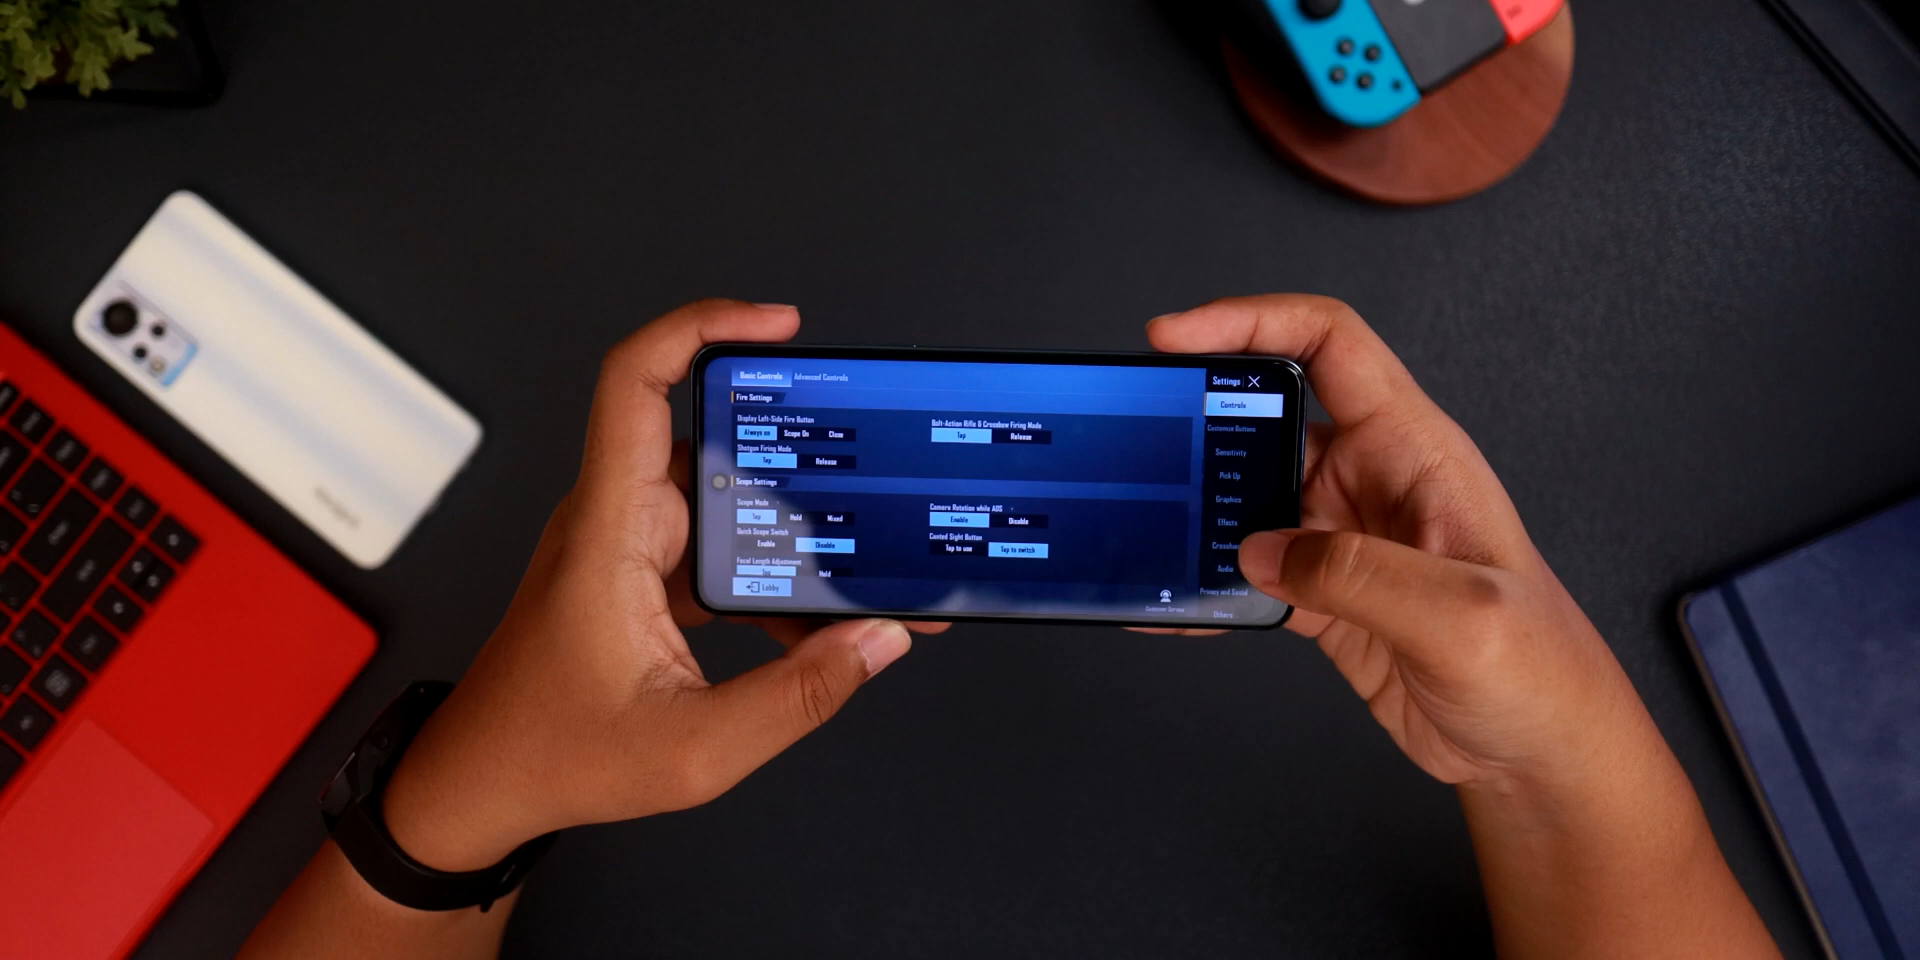 Basic Controls Advanced Controls
Settings X
Fire Settings
Controls
Display Left-Side Fire Button
Bolt-Action Rifle & Crossbow Firing Mode
Always on Scope On Close
Tap Release
Customize Buttons
Shotgun Firing Mode
Tap Release
Sensitivity
Pick Up
Scope Settings
Graphics
Scope Mode
Camera Rotation while ADS
Tap Hold Mixed
Enable Disable
Effects
Quick Scope Switch
Canted Sight Button
Enable Disable
Tap to use Tap to switch
Focal Length Adjustment
Audio
Tap Hold
Lobby
Privacy and Social
Customer Service
Others